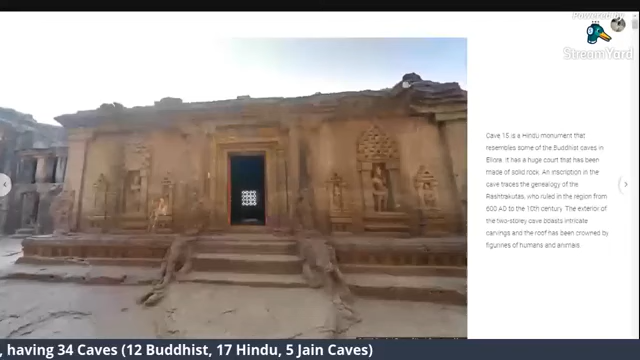 Powered By
StreamYard
Cave 15 is a Hindu monument that
resembles some of the Buddhist caves in
Ellora. It has a huge court that has been
made of solid rock. An inscription in the
cave traces the genealogy of the
Rashtrakutas, who ruled in the region from
600 AD to the 10th century. The exterior of
the two-storey cave boasts intricate
carvings and the roof has been crowned by
figurines of humans and animals.
, having 34 Caves (12 Buddhist, 17 Hindu, 5 Jain Caves)